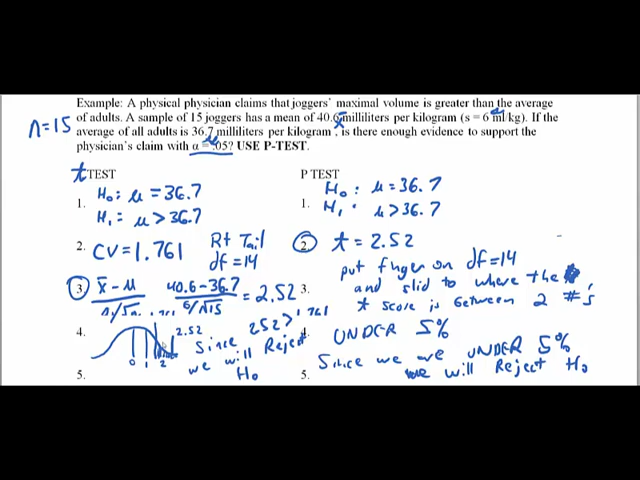 Example: A physical physician claims that joggers' maximal volume is greater than the average
n=15 of adults. A sample of 15 joggers has a mean of 40.6 milliliters per kilogram (s = 6 ml/kg). If the
average of all adults is 36.7 milliliters per kilogram , is there enough evidence to support the
physician's claim with α = .05? USE P-TEST.
t TEST
1. H₀: μ = 36.7
H₁: μ > 36.7
2. CV = 1.761 Rt Tail
df = 14
3. x̄ - μ / s/√n 40.6 - 36.7 / 6/√15 = 2.52
4. 2.52 0 1 2
Since 2.52 > 1.761
we will Reject
H₀
5.
P TEST
1. H₀: μ = 36.7
H₁: μ > 36.7
2. t = 2.52
3. put finger on df=14
and slid to where the
t score is between 2 #'s
4. UNDER 5%
5. Since we are UNDER 5%
we will Reject H₀